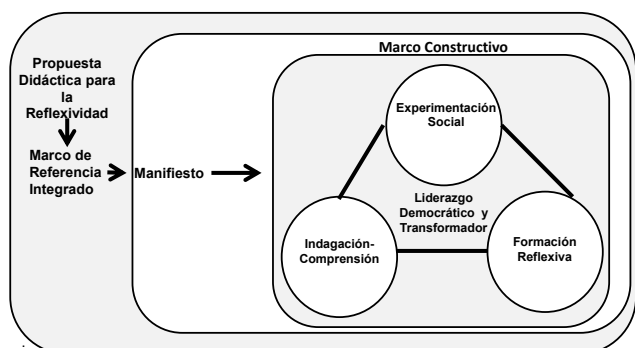 Marco Constructivo
Propuesta
Didáctica para
la
Reflexividad
Marco de
Referencia
Integrado
Manifiesto
Experimentación
Social
Liderazgo
Democrático y
Transformador
Indagación-
Comprensión
Formación
Reflexiva